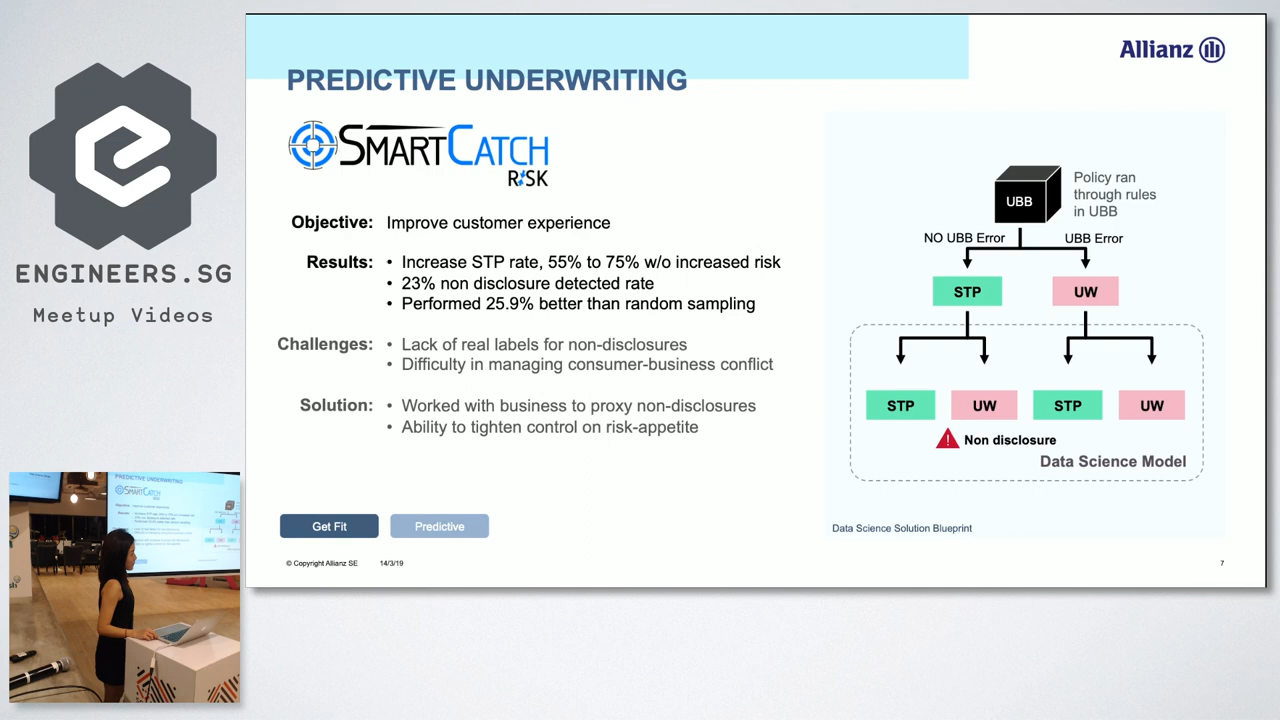 ENGINEERS.SG
Meetup Videos
Allianz
PREDICTIVE UNDERWRITING
SMARTCATCH
RISK
Objective: Improve customer experience
Results: • Increase STP rate, 55% to 75% w/o increased risk
• 23% non disclosure detected rate
• Performed 25.9% better than random sampling
Challenges: • Lack of real labels for non-disclosures
• Difficulty in managing consumer-business conflict
Solution: • Worked with business to proxy non-disclosures
• Ability to tighten control on risk-appetite
Get Fit
Predictive
UBB
Policy ran
through rules
in UBB
NO UBB Error
UBB Error
STP
UW
STP
UW
STP
UW
! Non disclosure
Data Science Model
Data Science Solution Blueprint
© Copyright Allianz SE
14/3/19
7
PREDICTIVE UNDERWRITING
SMARTCATCH